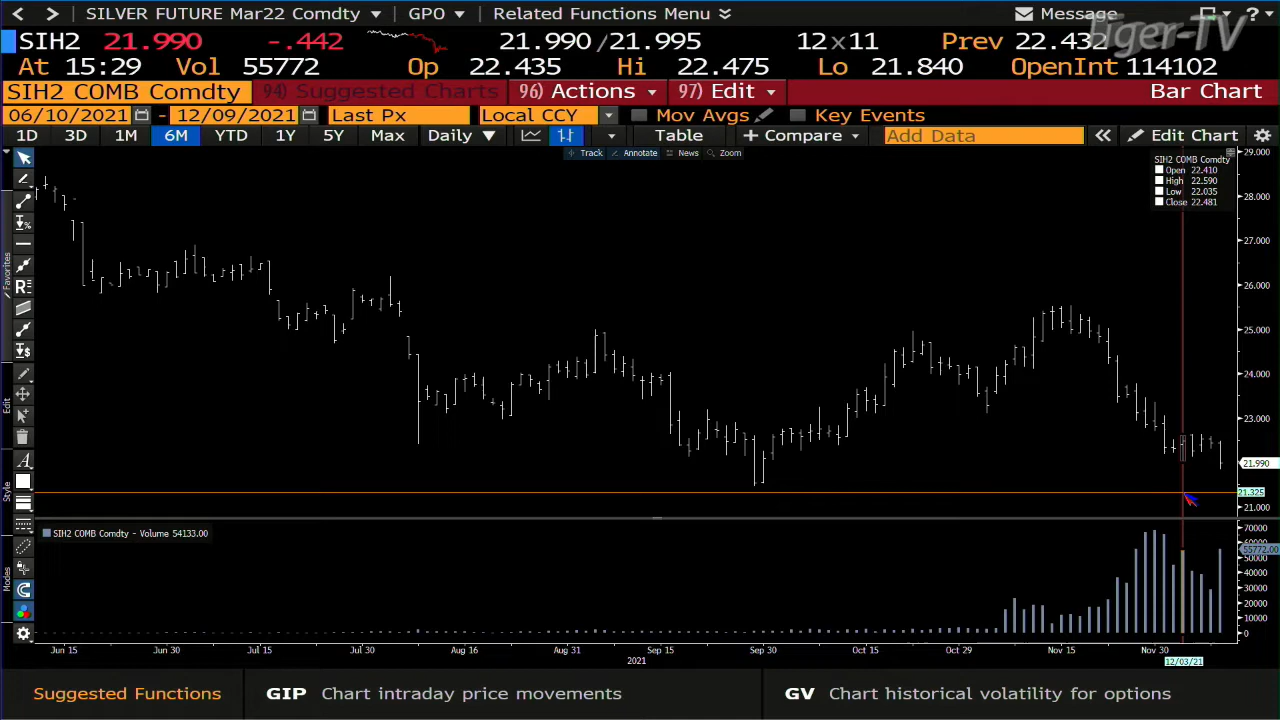 SILVER FUTURE Mar22 Comdty GPO Related Functions Menu Message ?
SIH2 21.990 -.442 21.990/21.995 12x11 Prev 22.432
At 15:29 Vol 55772 Op 22.435 Hi 22.475 Lo 21.840 OpenInt 114102
Tiger-TV
SIH2 COMB Comdty 94) Suggested Charts 96) Actions 97) Edit Bar Chart
06/10/2021 - 12/09/2021 Last Px Local CCY Mov Avgs Key Events
1D 3D 1M 6M YTD 1Y 5Y Max Daily Table + Compare Add Data Edit Chart
Track Annotate News Zoom
SIH2 COMB Comdty
Open 22.410
High 22.590
Low 22.035
Close 22.481
29.000
28.000
27.000
26.000
25.000
24.000
23.000
21.990
21.325
21.000
Favorites
Edit
Style
Modes
SIH2 COMB Comdty - Volume 54133.00
70000
60000
55772.00
50000
40000
30000
20000
10000
0
Jun 15 Jun 30 Jul 15 Jul 30 Aug 16 Aug 31 Sep 15 Sep 30 Oct 15 Oct 29 Nov 15 Nov 30
2021 12/03/21
Suggested Functions GIP Chart intraday price movements GV Chart historical volatility for options